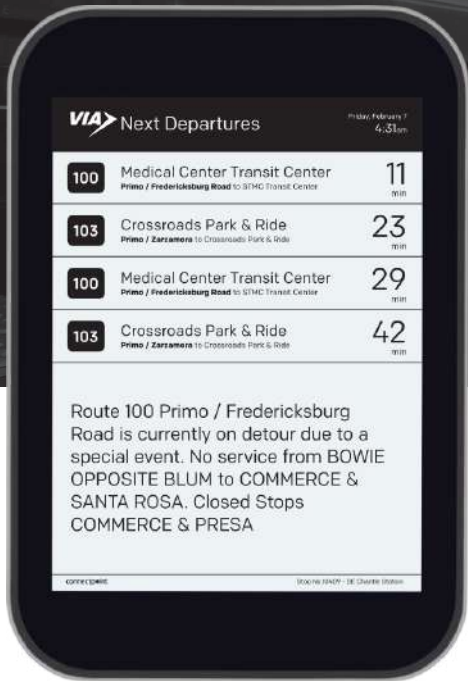 VIA Next Departures
Friday, February 7
4:31am
100 Medical Center Transit Center 11
Primo / Fredericksburg Road to STMC Transit Center min
103 Crossroads Park & Ride 23
Primo / Zarzamora to Crossroads Park & Ride min
100 Medical Center Transit Center 29
Primo / Fredericksburg Road to STMC Transit Center min
103 Crossroads Park & Ride 42
Primo / Zarzamora to Crossroads Park & Ride min
Route 100 Primo / Fredericksburg
Road is currently on detour due to a
special event. No service from BOWIE
OPPOSITE BLUM to COMMERCE &
SANTA ROSA. Closed Stops
COMMERCE & PRESA
connectpoint
Station